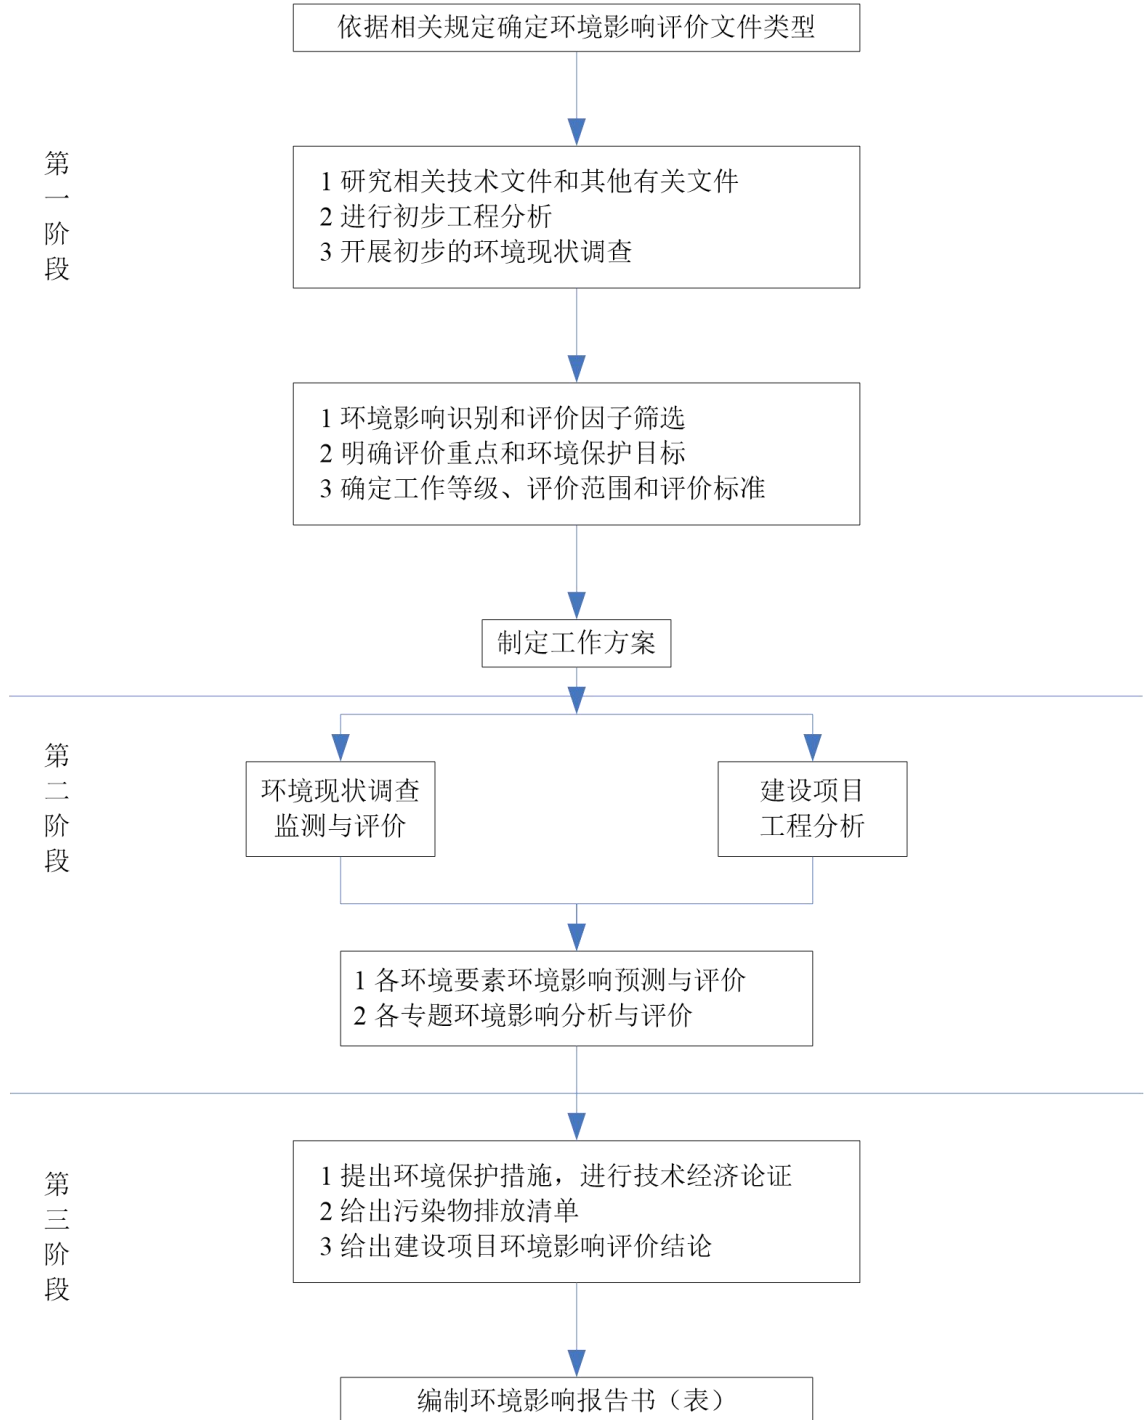 依据相关规定确定环境影响评价文件类型
第一阶段
1 研究相关技术文件和其他有关文件
2 进行初步工程分析
3 开展初步的环境现状调查
1 环境影响识别和评价因子筛选
2 明确评价重点和环境保护目标
3 确定工作等级、评价范围和评价标准
制定工作方案
第二阶段
环境现状调查
监测与评价
建设项目
工程分析
1 各环境要素环境影响预测与评价
2 各专题环境影响分析与评价
第三阶段
1 提出环境保护措施，进行技术经济论证
2 给出污染物排放清单
3 给出建设项目环境影响评价结论
编制环境影响报告书（表）